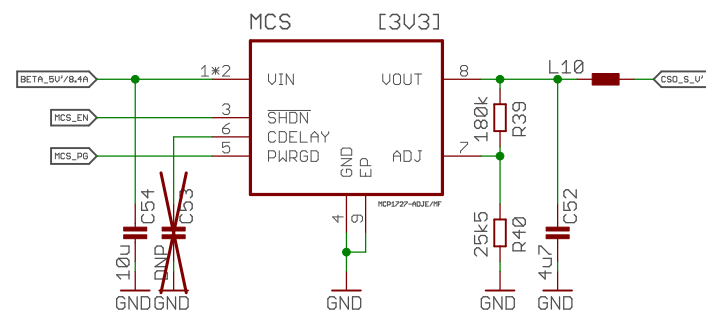 MCS [3V3]
BETA_5V'/8.4A 1*2 VIN VOUT 8 L10 CSO_S_V'
MCS_EN 3 SHDN
6 CDELAY
MCS_PG 5 PWRGD ADJ 7
GND
EP
180k
R39
MCP1727-ADJE/MF
4
9
C54
10u
C53
DNP
25k5
R40
C52
4u7
GND GND GND GND GND